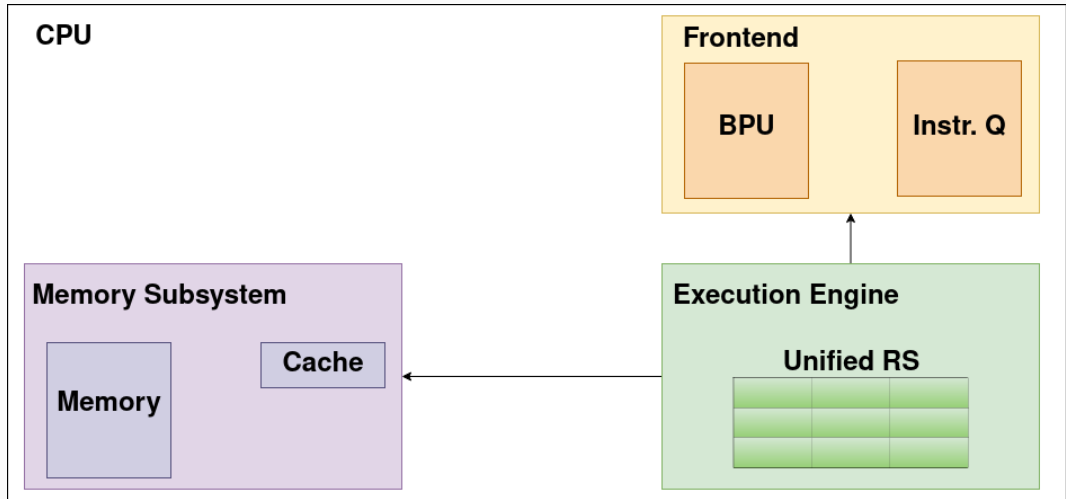 CPU
Frontend
BPU
Instr. Q
Memory Subsystem
Cache
Memory
Execution Engine
Unified RS